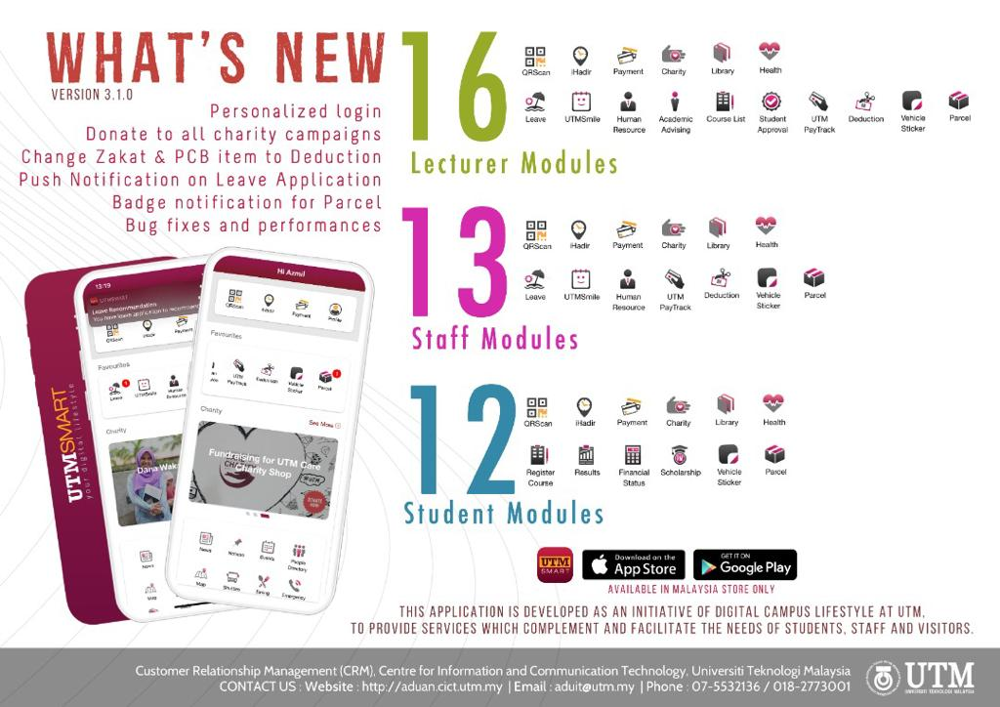 WHAT'S NEW
VERSION 3.1.0
Personalized login
Donate to all charity campaigns
Change Zakat & PCB item to Deduction
Push Notification on Leave Application
Badge notification for Parcel
Bug fixes and performances
16
Lecturer Modules
QRScan iHadir Payment Charity Library Health
Leave UTMSmile Human Resource Academic Advising Course List Student Approval UTM PayTrack Deduction Vehicle Sticker Parcel
13
Staff Modules
QRScan iHadir Payment Charity Library Health
Leave UTMSmile Human Resource UTM PayTrack Deduction Vehicle Sticker Parcel
12
Student Modules
QRScan iHadir Payment Charity Library Health
Register Course Results Financial Status Scholarship Vehicle Sticker Parcel
UTMSMART
your digital lifestyle
13:19
UTMSMART
Leave Recommendation
You have leave application to recommend
QRScan iHadir Payment
Favourites
1
Leave UTMSmile Human Resource
Charity
Dana Wak
News
Map
Hi Azmil
QRScan iHadir Payment Profile
Favourites
1
UTM PayTrack Deduction Vehicle Sticker Parcel
Charity
See More
Fundraising for UTM Care
Charity Shop
DONATE NOW
News Notices Events People Directory
Map Shuttles Dining Emergency
UTM
SMART
Download on the
App Store
GET IT ON
Google Play
AVAILABLE IN MALAYSIA STORE ONLY
THIS APPLICATION IS DEVELOPED AS AN INITIATIVE OF DIGITAL CAMPUS LIFESTYLE AT UTM,
TO PROVIDE SERVICES WHICH COMPLEMENT AND FACILITATE THE NEEDS OF STUDENTS, STAFF AND VISITORS.
Customer Relationship Management (CRM), Centre for Information and Communication Technology, Universiti Teknologi Malaysia
CONTACT US : Website : http://aduan.cict.utm.my | Email : aduit@utm.my | Phone : 07-5532136 / 018-2773001
UTM
UNIVERSITI TEKNOLOGI MALAYSIA